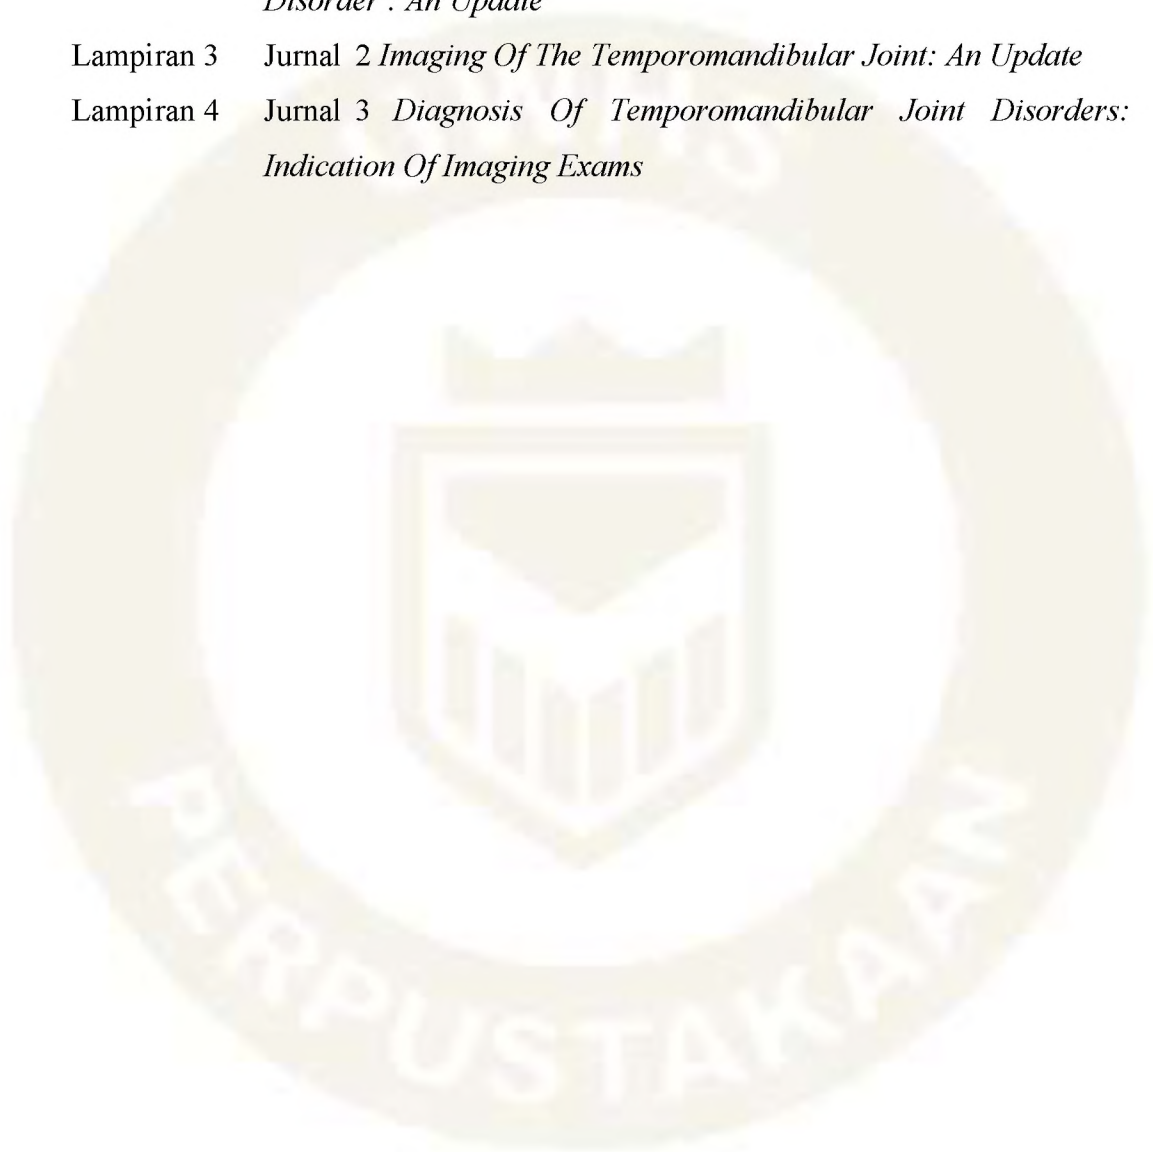 Disorder : An Update
Lampiran 3 Jurnal 2 Imaging Of The Temporomandibular Joint: An Update
Lampiran 4 Jurnal 3 Diagnosis Of Temporomandibular Joint Disorders:
Indication Of Imaging Exams
PERPUSTAKAAN